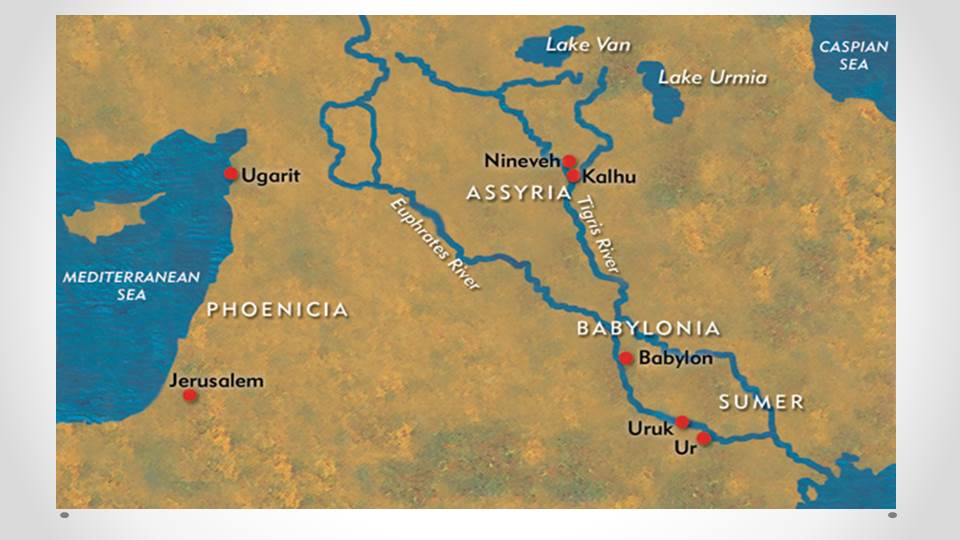 Lake Van
CASPIAN
SEA
Lake Urmia
Nineveh
Ugarit
Kalhu
ASSYRIA
Euphrates River
Tigris River
MEDITERRANEAN
SEA
PHOENICIA
BABYLONIA
Babylon
Jerusalem
SUMER
Uruk
Ur